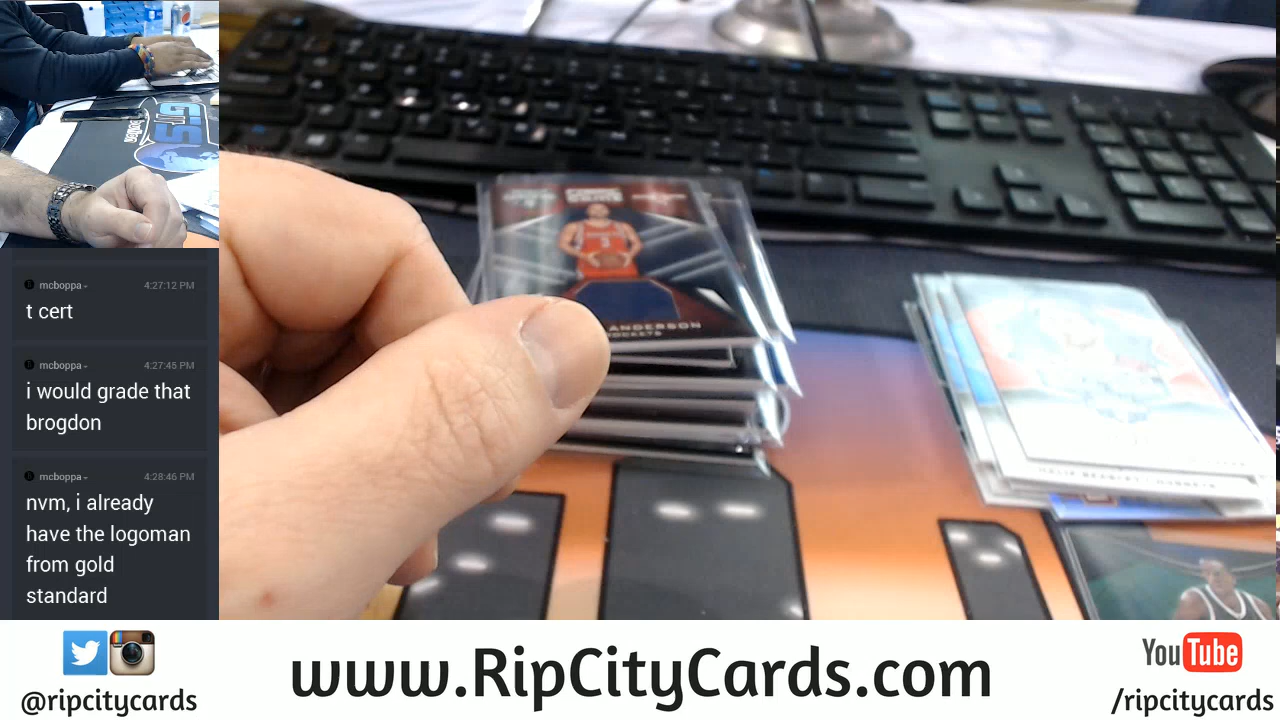 GTS
mcboppa 4:27:12 PM
t cert
mcboppa 4:27:45 PM
i would grade that
brogdon
mcboppa 4:28:46 PM
nvm, i already
have the logoman
from gold
standard
ANDERSON
ROCKETS
@ripcitycards
www.RipCityCards.com
YouTube
/ripcitycards